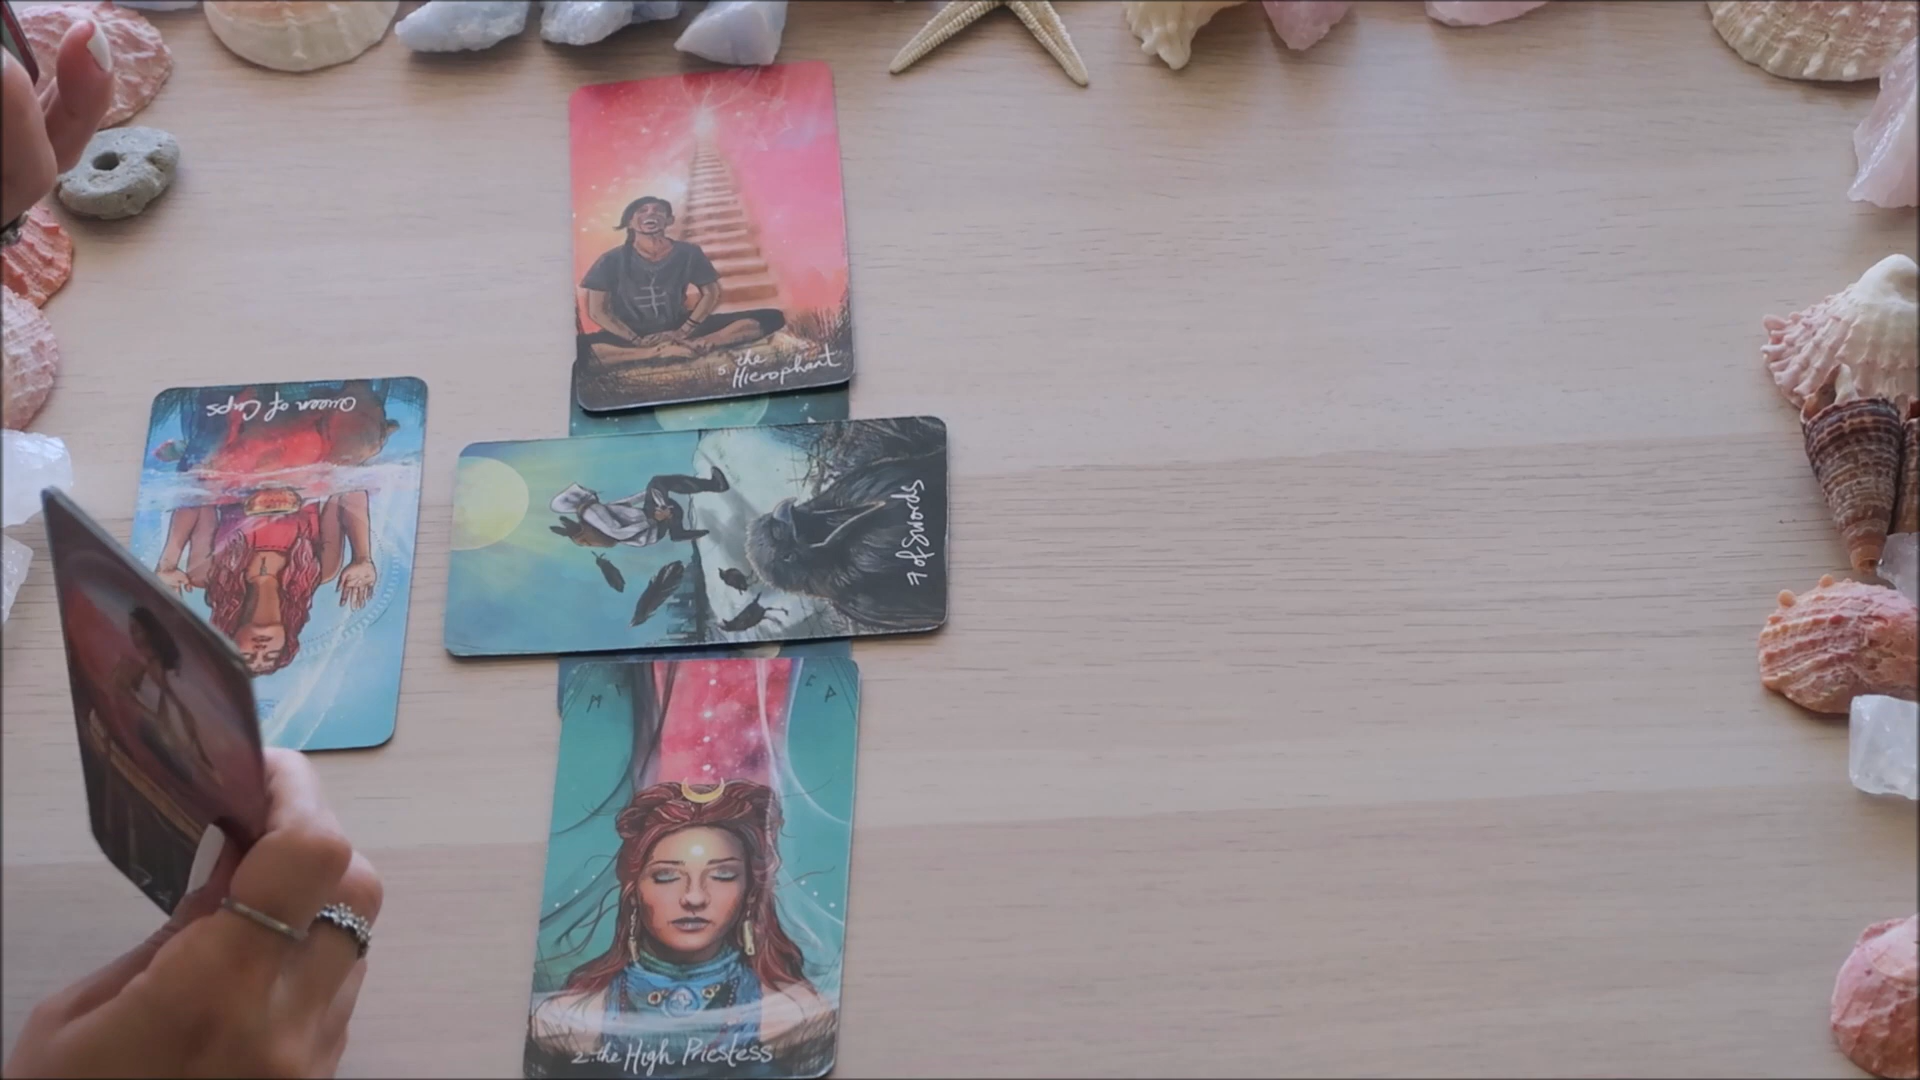 5 the
Hierophant
Queen of Cups
7 of Swords
2. the High Priestess